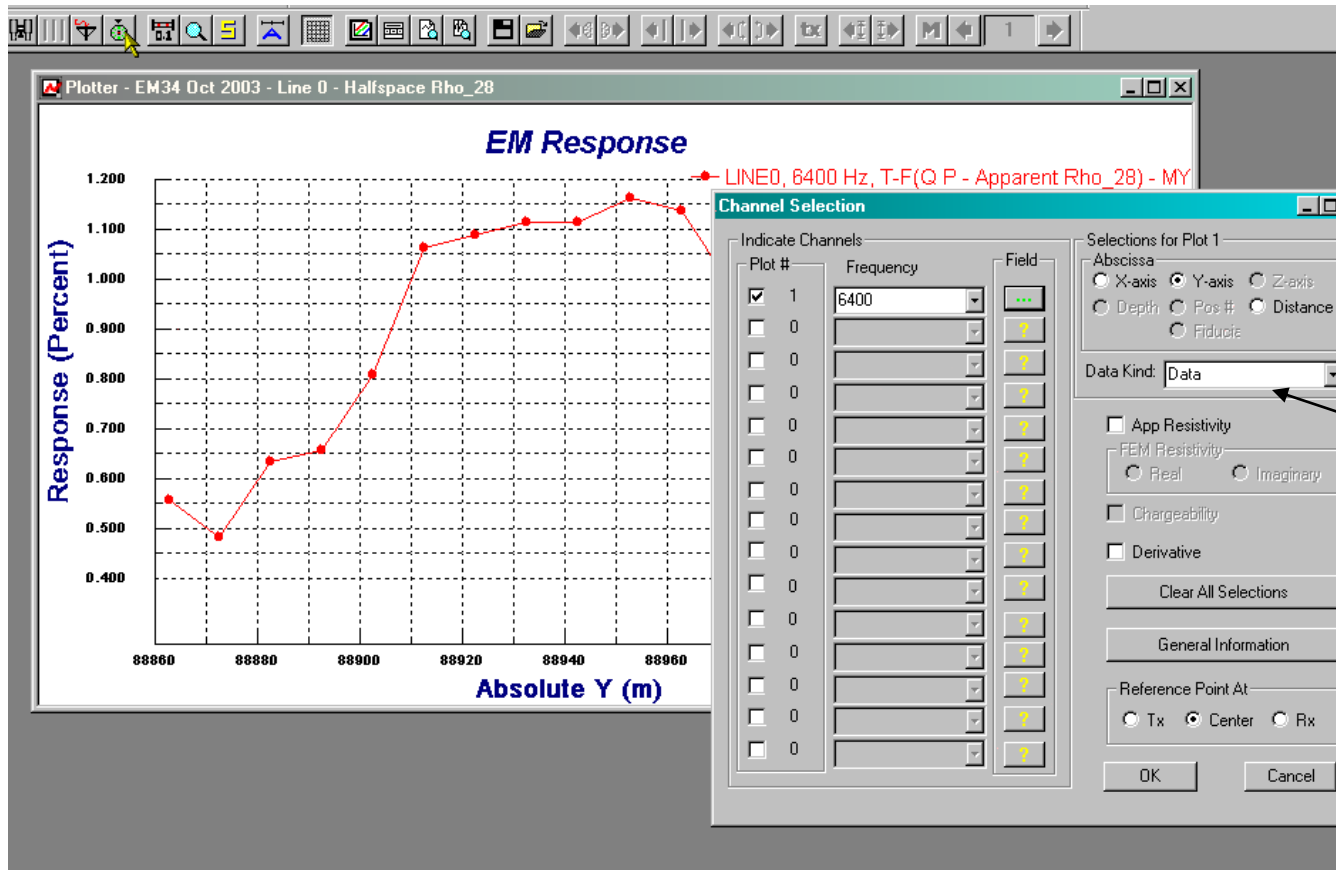 0.1
tx
M
1
Plotter - EM34 Oct 2003 - Line 0 - Halfspace Rho_28
EM Response
LINE0, 6400 Hz, T-F(Q P - Apparent Rho_28) - MY
Response (Percent)
1.200
1.100
1.000
0.900
0.800
0.700
0.600
0.500
0.400
88860 88880 88900 88920 88940 88960
Absolute Y (m)
Channel Selection
Indicate Channels
Plot # Frequency Field
1 6400 ...
0 ?
0 ?
0 ?
0 ?
0 ?
0 ?
0 ?
0 ?
0 ?
0 ?
0 ?
0 ?
0 ?
0 ?
Selections for Plot 1
Abscissa
X-axis Y-axis Z-axis
Depth Pos # Distance
Fiducia
Data Kind: Data
App Resistivity
FEM Resistivity
Real Imaginary
Chargeability
Derivative
Clear All Selections
General Information
Reference Point At
Tx Center Rx
OK Cancel